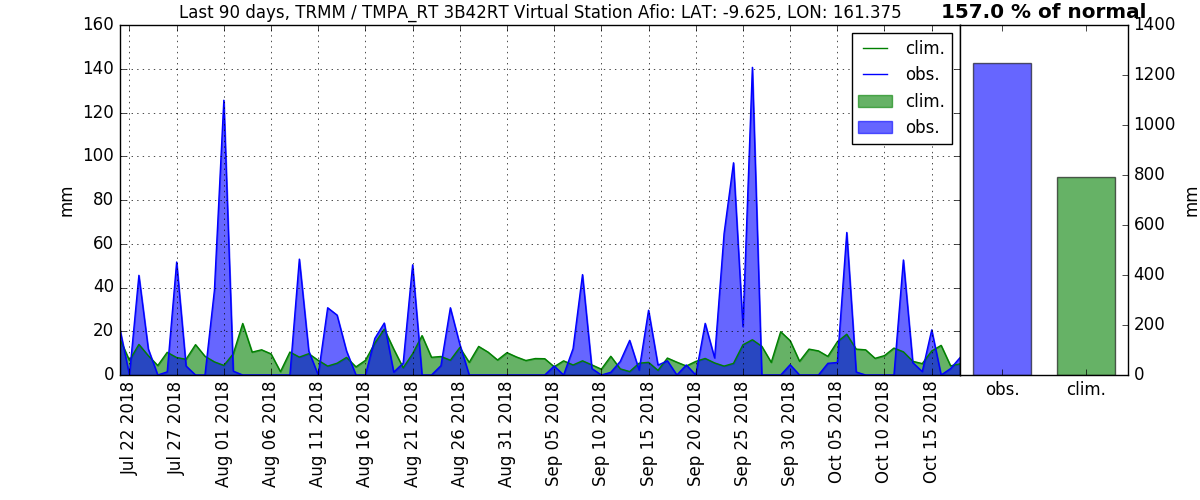 Last 90 days, TRMM / TMPA_RT 3B42RT Virtual Station Afio: LAT: -9.625, LON: 161.375
157.0 % of normal
160
140
120
100
80
60
40
20
0
mm
clim.
obs.
clim.
obs.
1400
1200
1000
800
600
400
200
0
mm
obs.
clim.
Jul 22 2018
Jul 27 2018
Aug 01 2018
Aug 06 2018
Aug 11 2018
Aug 16 2018
Aug 21 2018
Aug 26 2018
Aug 31 2018
Sep 05 2018
Sep 10 2018
Sep 15 2018
Sep 20 2018
Sep 25 2018
Sep 30 2018
Oct 05 2018
Oct 10 2018
Oct 15 2018